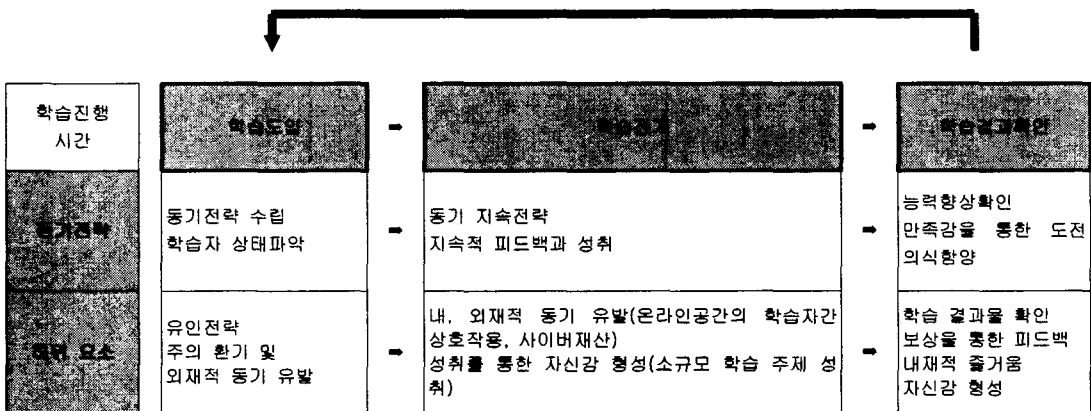 학습진행
시간
학습도입
➡
학습전개
➡
학습결과확인
동기전략
동기전략 수립
학습자 상태파악
➡
동기 지속전략
지속적 피드백과 성취
➡
능력향상확인
만족감을 통한 도전
의식함양
요소
유인전략
주의 환기 및
외재적 동기 유발
➡
내, 외재적 동기 유발(온라인공간의 학습자간
상호작용, 사이버재산)
성취를 통한 자신감 형성(소규모 학습 주제 성
취)
➡
학습 결과물 확인
보상을 통한 피드백
내재적 즐거움
자신감 형성